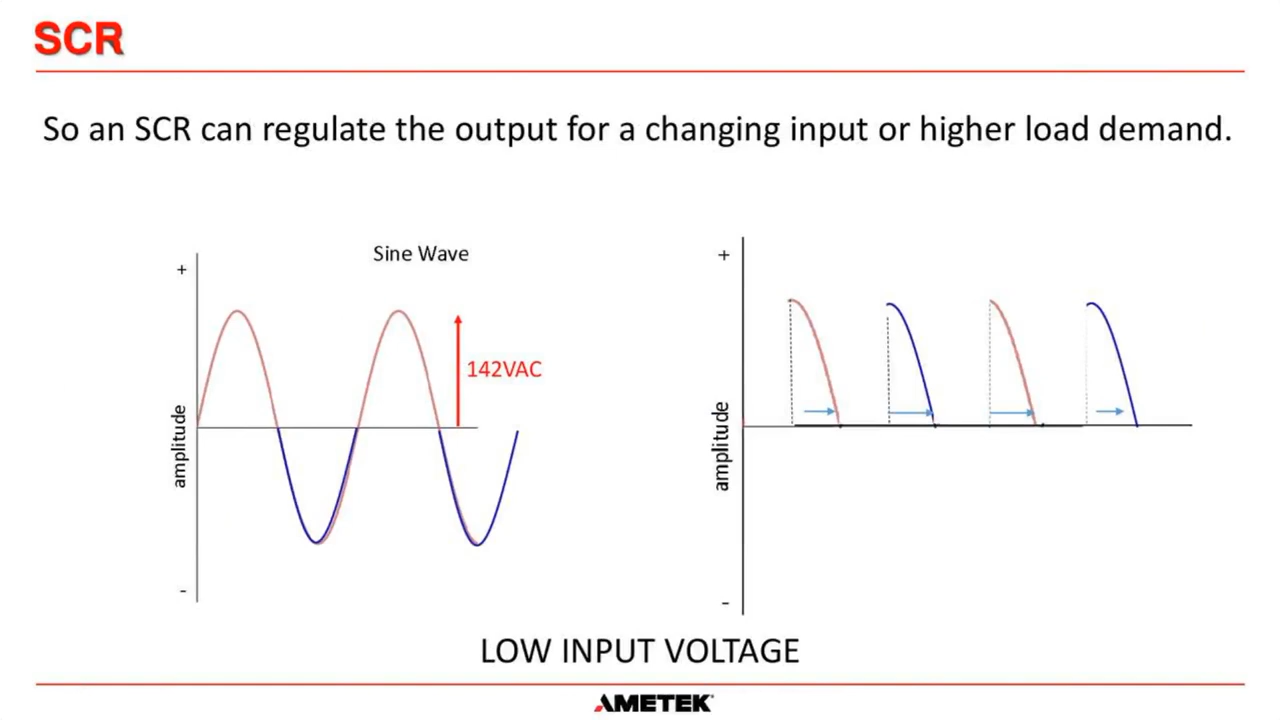 SCR
So an SCR can regulate the output for a changing input or higher load demand.
Sine Wave
+
142VAC
amplitude
-
+
amplitude
-
LOW INPUT VOLTAGE
AMETEK